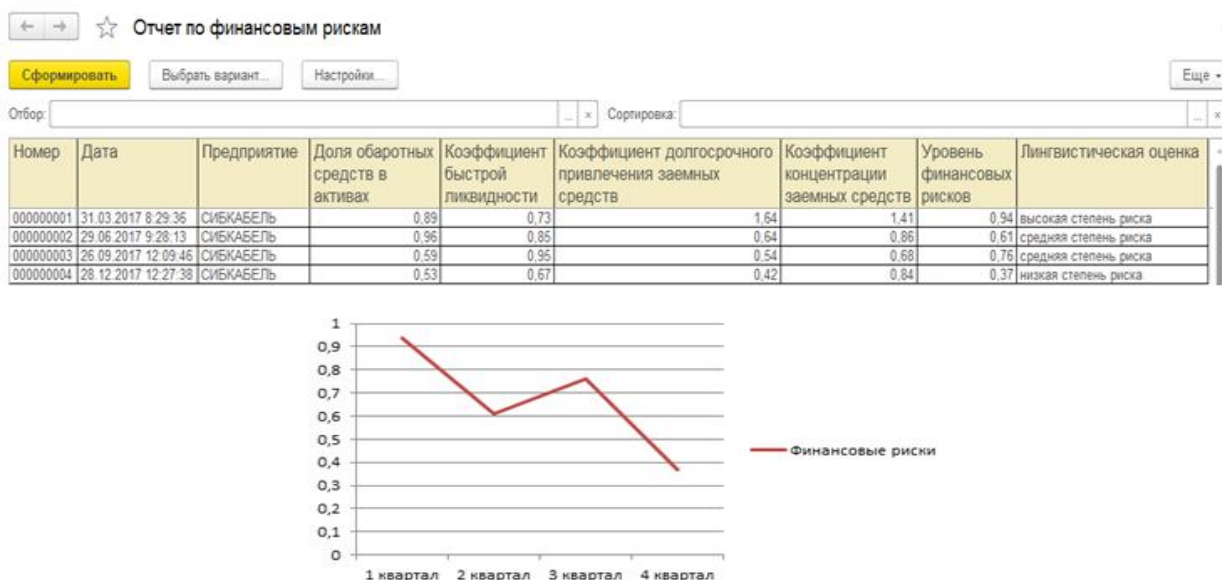 Отчет по финансовым рискам
Сформировать Выбрать вариант... Настройки... Еще
Отбор: ... × Сортировка: ... ×
Номер Дата Предприятие Доля обаротных средств в активах Коэффициент быстрой ликвидности Коэффициент долгосрочного привлечения заемных средств Коэффициент концентрации заемных средств Уровень финансовых рисков Лингвистическая оценка
000000001 31.03.2017 8:29:36 СИБКАБЕЛЬ 0,89 0,73 1,64 1,41 0,94 высокая степень риска
000000002 29.06.2017 9:28:13 СИБКАБЕЛЬ 0,96 0,85 0,64 0,86 0,61 средняя степень риска
000000003 26.09.2017 12:09:46 СИБКАБЕЛЬ 0,59 0,95 0,54 0,68 0,76 средняя степень риска
000000004 28.12.2017 12:27:38 СИБКАБЕЛЬ 0,53 0,67 0,42 0,84 0,37 низкая степень риска
1
0,9
0,8
0,7
0,6
0,5
0,4
0,3
0,2
0,1
0
Финансовые риски
1 квартал 2 квартал 3 квартал 4 квартал